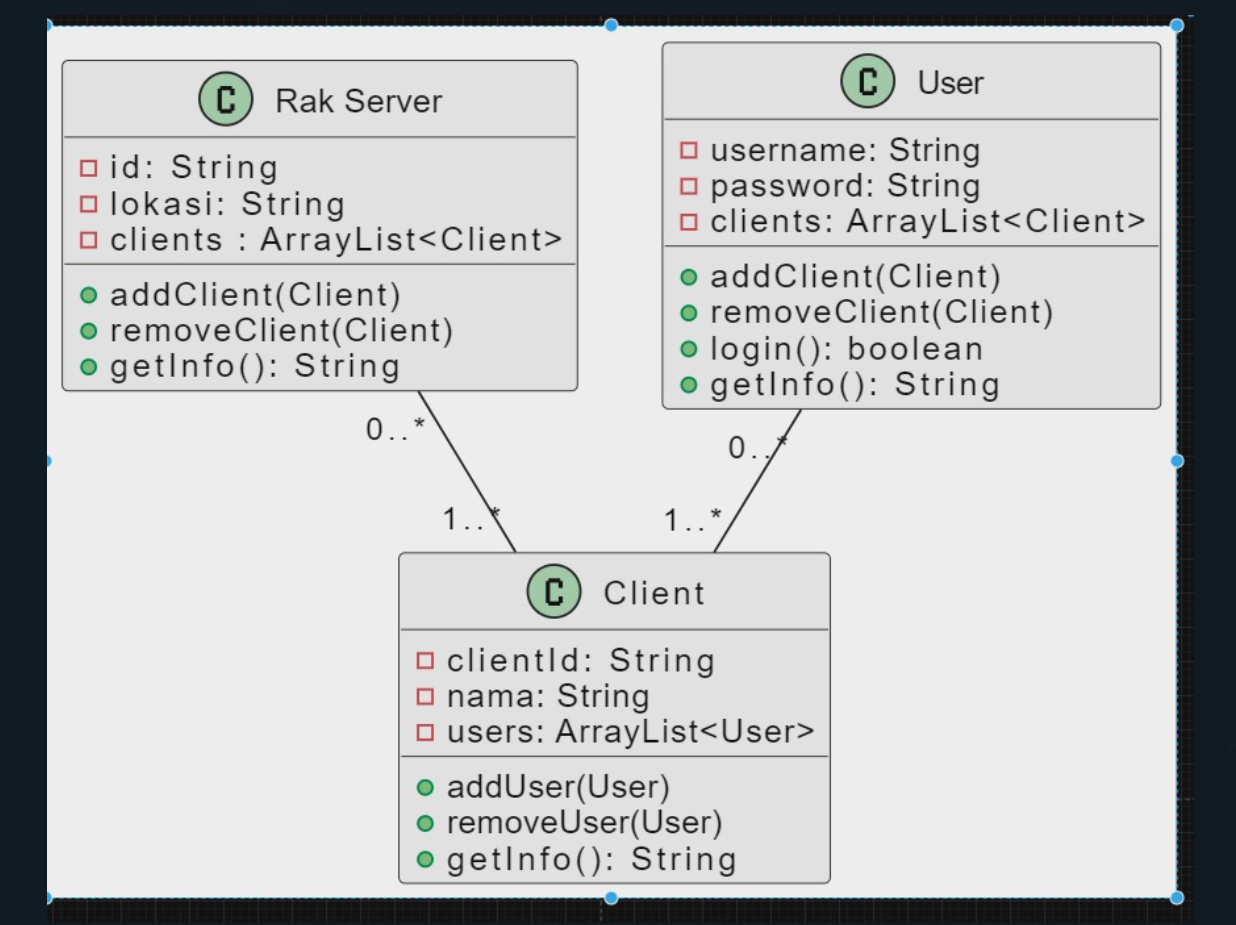 C Rak Server
id: String
lokasi: String
clients : ArrayList<Client>
addClient(Client)
removeClient(Client)
getInfo(): String
C User
username: String
password: String
clients: ArrayList<Client>
addClient(Client)
removeClient(Client)
login(): boolean
getInfo(): String
0..*
1..*
0..*
1..*
C Client
clientId: String
nama: String
users: ArrayList<User>
addUser(User)
removeUser(User)
getInfo(): String